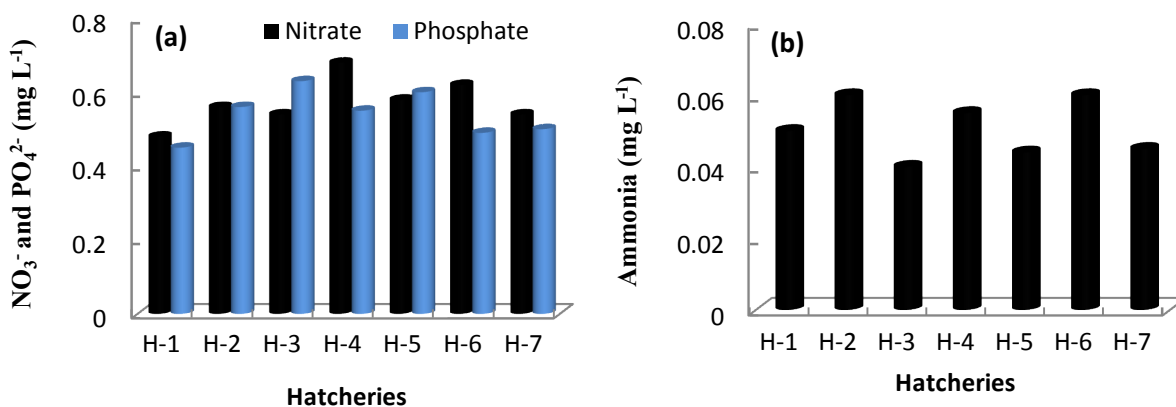 (a)
Nitrate Phosphate
NO₃⁻ and PO₄²⁻ (mg L⁻¹)
0.8
0.6
0.4
0.2
0
H-1 H-2 H-3 H-4 H-5 H-6 H-7
Hatcheries
(b)
Ammonia (mg L⁻¹)
0.08
0.06
0.04
0.02
0
H-1 H-2 H-3 H-4 H-5 H-6 H-7
Hatcheries